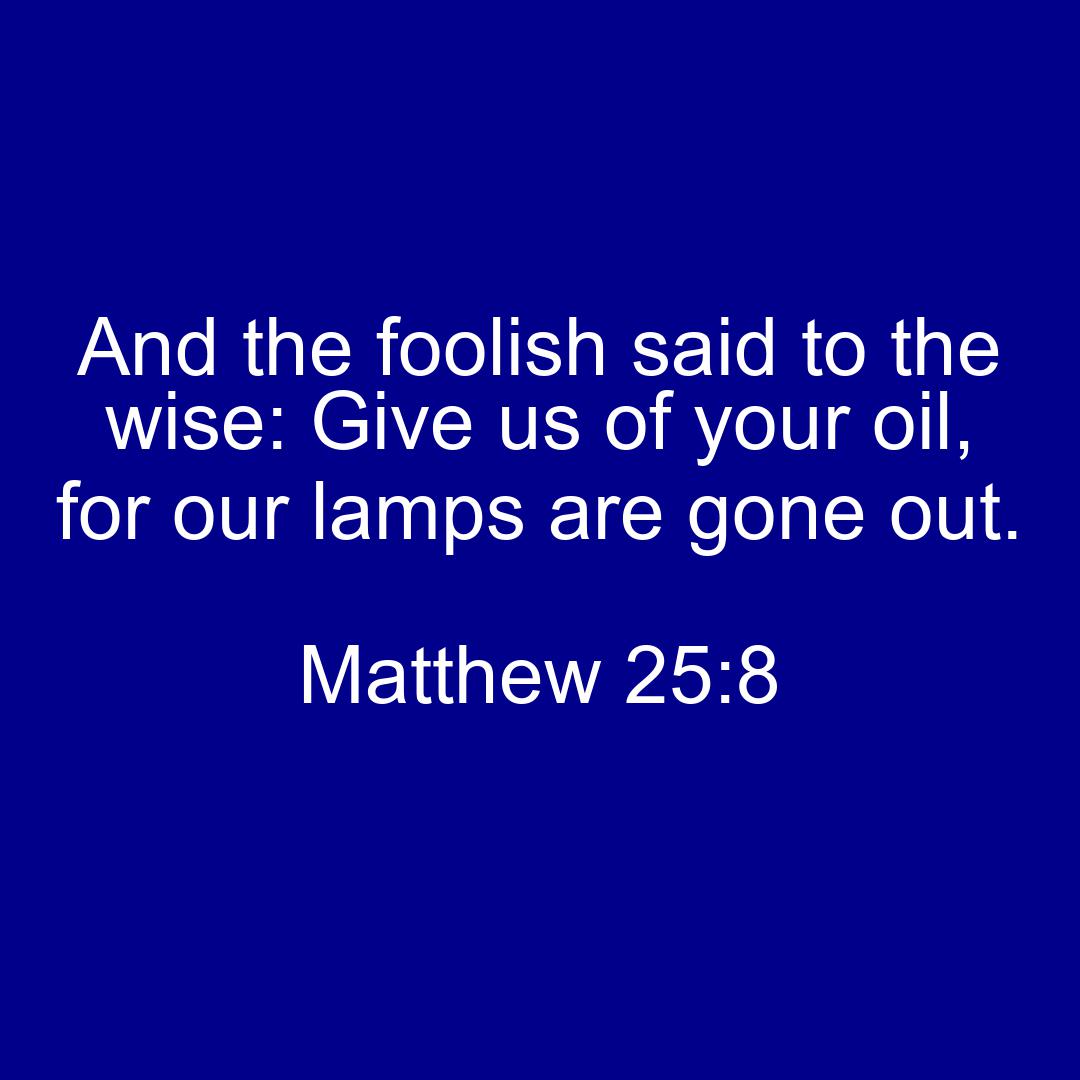 And the foolish said to the
wise: Give us of your oil,
for our lamps are gone out.
Matthew 25:8